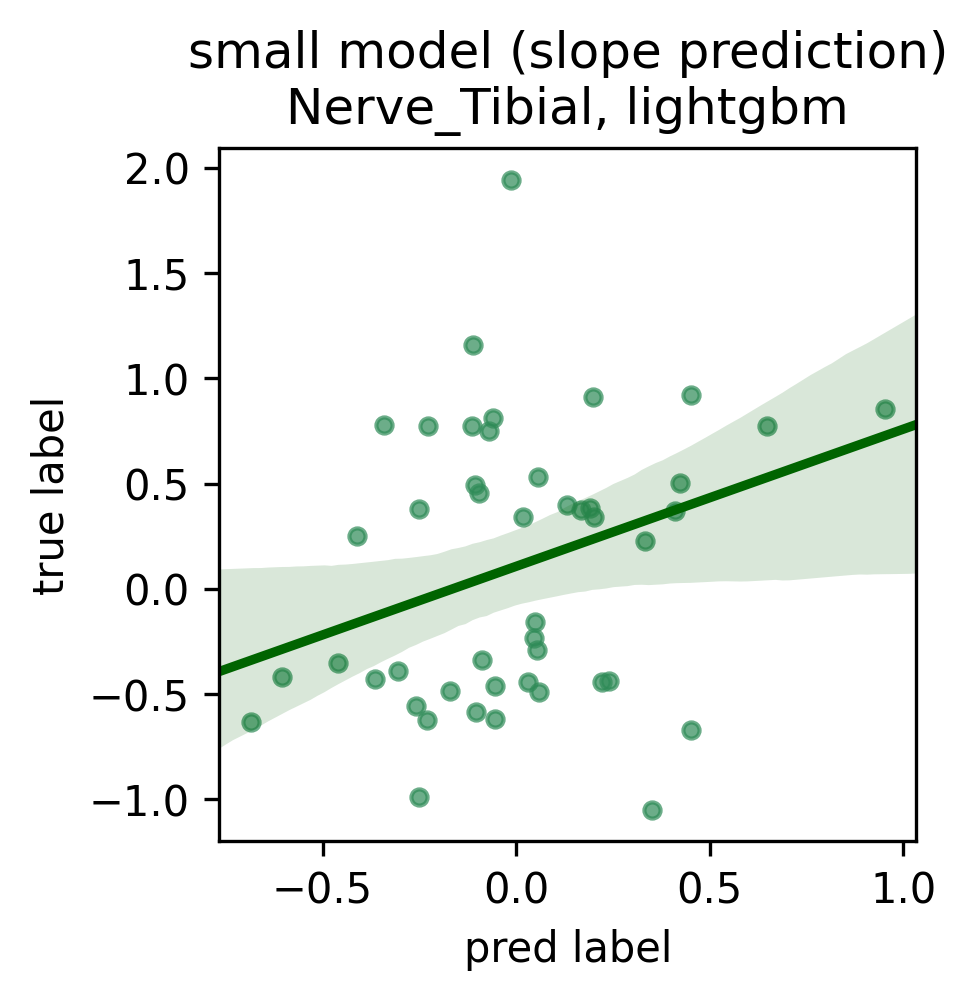 small model (slope prediction)
Nerve_Tibial, lightgbm
2.0
1.5
1.0
0.5
0.0
−0.5
−1.0
true label
−0.5 0.0 0.5 1.0
pred label